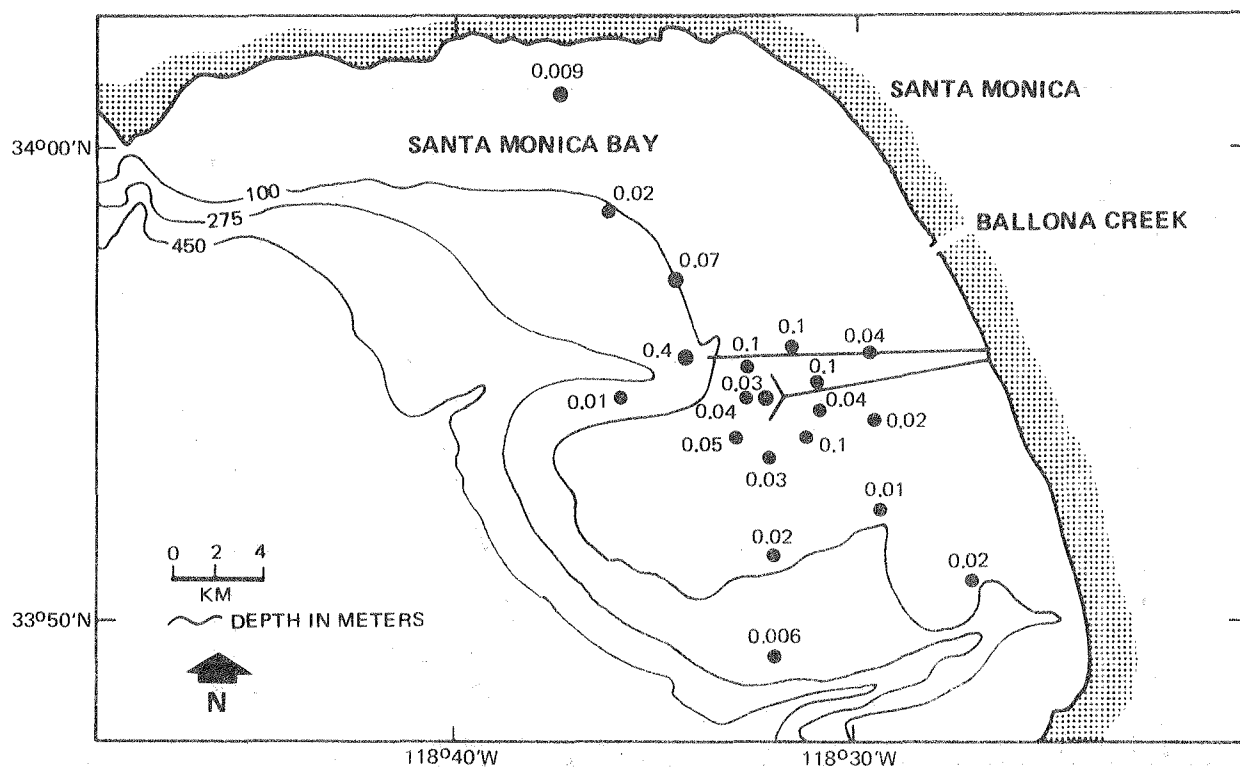 0.009
SANTA MONICA
34°00'N
SANTA MONICA BAY
100
0.02
275
BALLONA CREEK
450
0.07
0.1
0.4
0.1
0.04
0.1
0.01
0.03
0.04
0.04
0.02
0.05
0.1
0.03
0.01
0 2 4
KM
0.02
0.02
DEPTH IN METERS
33°50'N
0.006
N
118°40'W
118°30'W